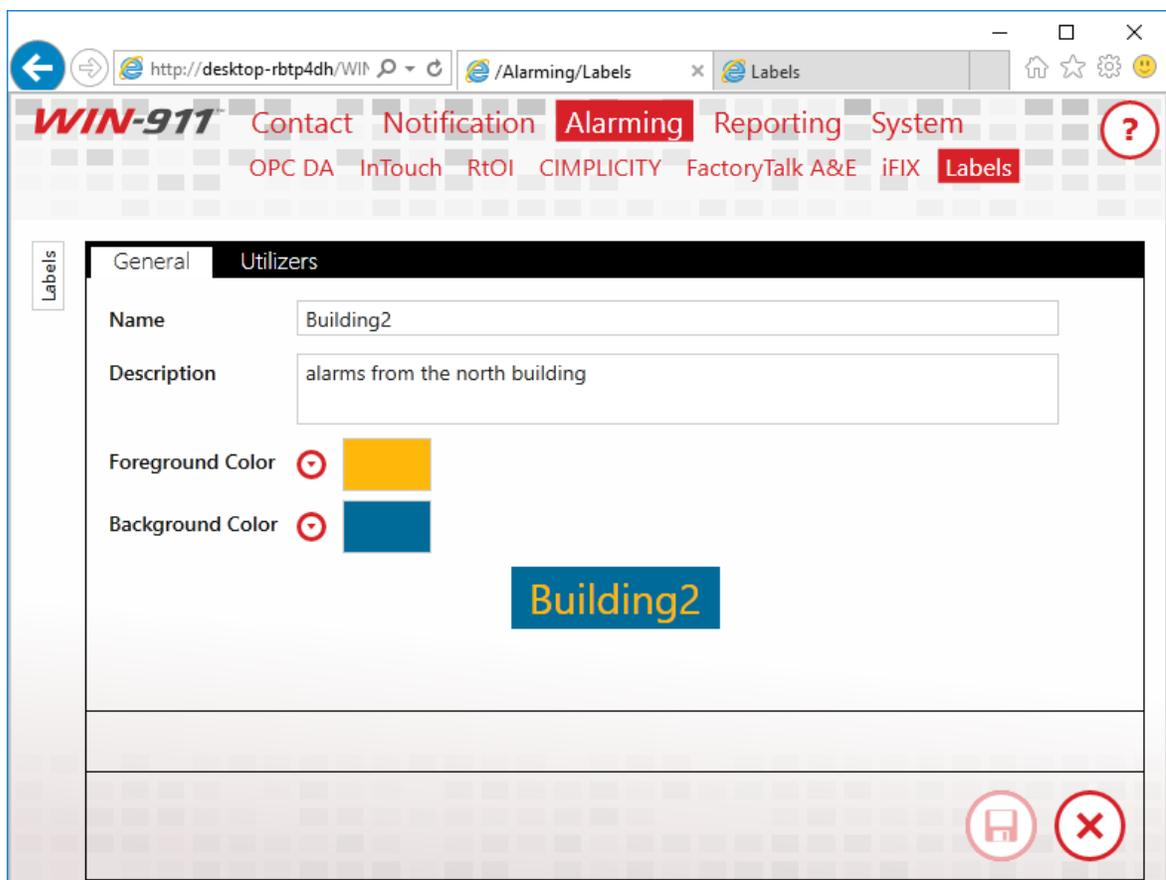 http://desktop-rbtp4dh/WIN
/Alarming/Labels
Labels
WIN-911™ Contact Notification Alarming Reporting System ?
OPC DA InTouch RtOI CIMPLICITY FactoryTalk A&E iFIX Labels
Labels
General Utilizers
Name Building2
Description alarms from the north building
Foreground Color
Background Color
Building2